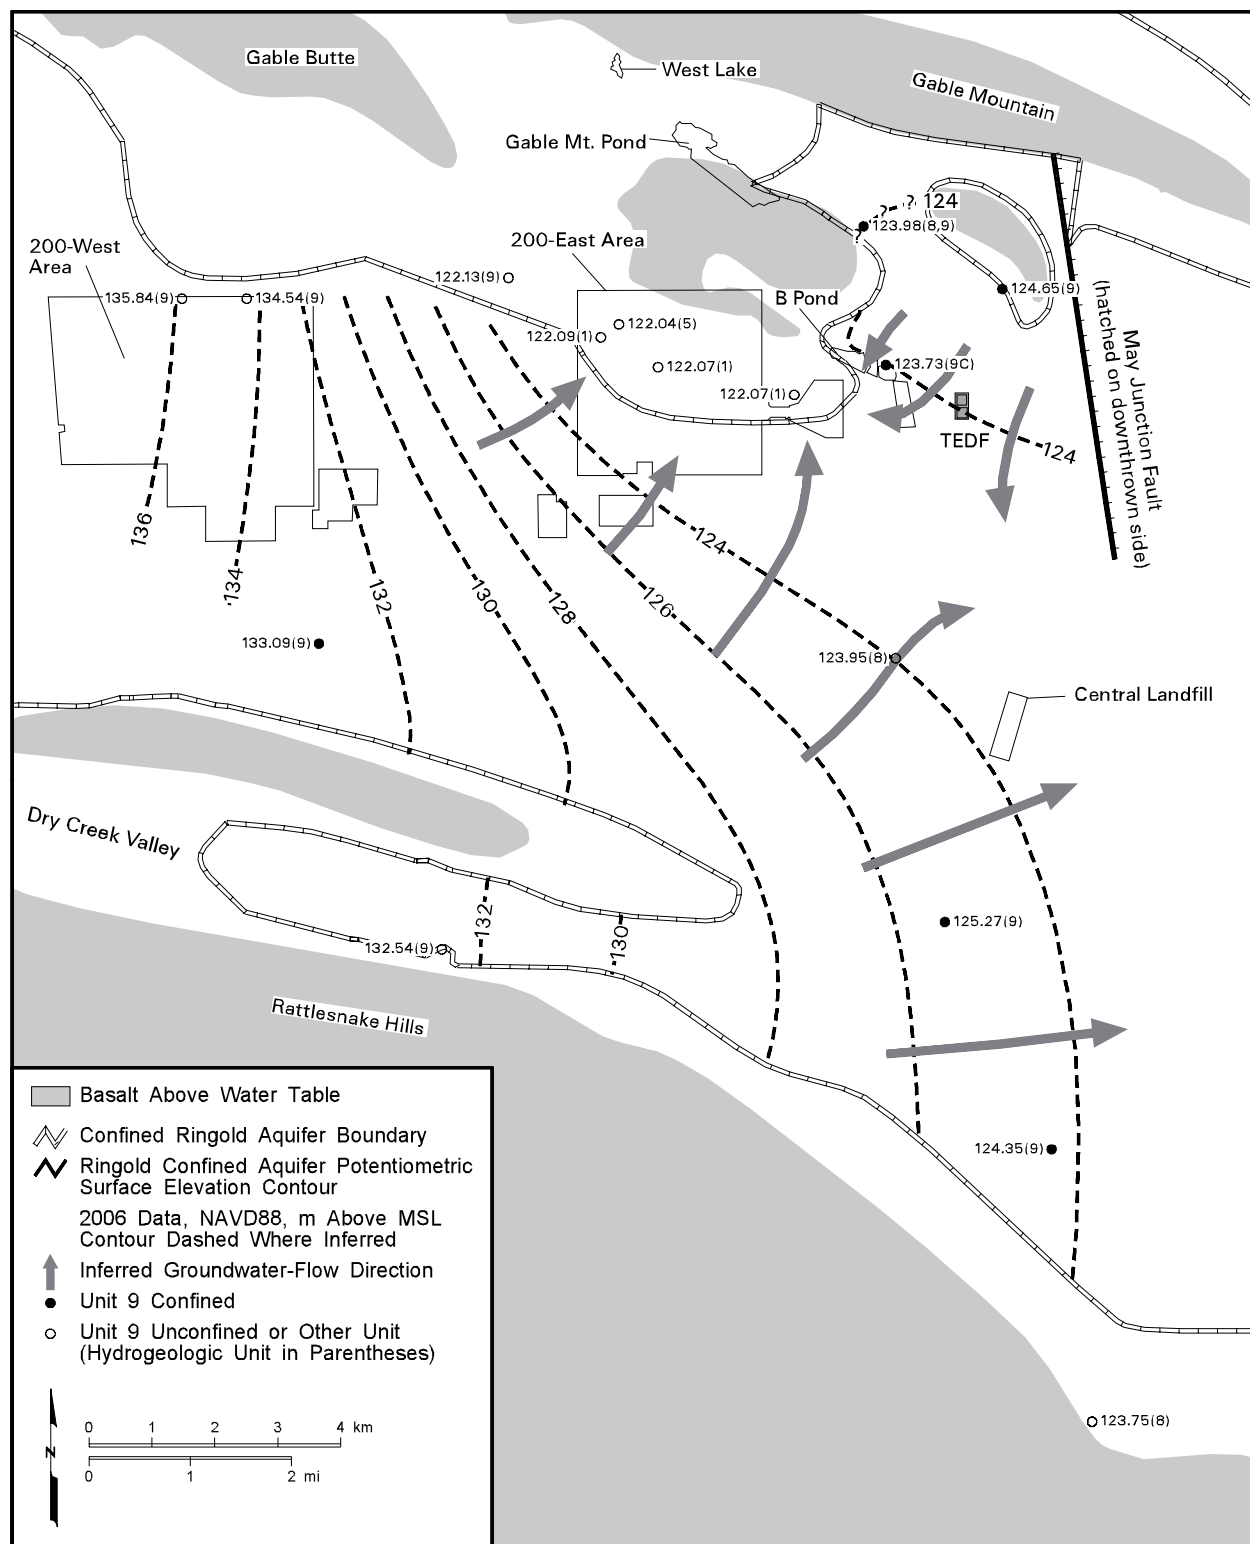 Gable Butte
West Lake
Gable Mountain
Gable Mt. Pond
? ? 124
123.98(8,9)
?
200-West
Area
200-East Area
122.13(9)
135.84(9)
134.54(9)
B Pond
124.65(9)
122.04(5)
122.09(1)
122.07(1)
123.73(9C)
122.07(1)
May Junction Fault
(hatched on downthrown side)
TEDF
124
136
134
132
130
128
126
124
133.09(9)
123.95(8)
Central Landfill
Dry Creek Valley
132
130
132.54(9)
125.27(9)
Rattlesnake Hills
124.35(9)
123.75(8)
Basalt Above Water Table
Confined Ringold Aquifer Boundary
Ringold Confined Aquifer Potentiometric
Surface Elevation Contour
2006 Data, NAVD88, m Above MSL
Contour Dashed Where Inferred
Inferred Groundwater-Flow Direction
Unit 9 Confined
Unit 9 Unconfined or Other Unit
(Hydrogeologic Unit in Parentheses)
0 1 2 3 4 km
N
0 1 2 mi